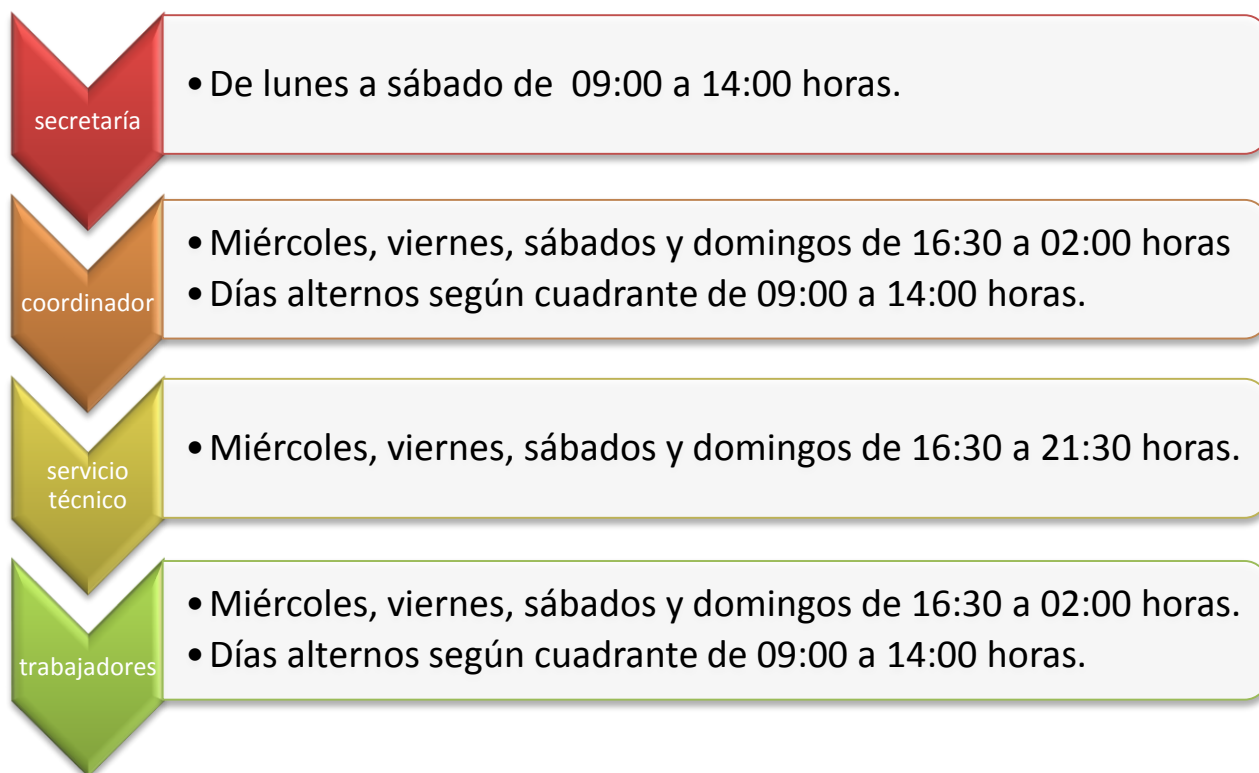 secretaría
•De lunes a sábado de  09:00 a 14:00 horas.
coordinador
•Miércoles, viernes, sábados y domingos de 16:30 a 02:00 horas
•Días alternos según cuadrante de 09:00 a 14:00 horas.
servicio
técnico
•Miércoles, viernes, sábados y domingos de 16:30 a 21:30 horas.
trabajadores
•Miércoles, viernes, sábados y domingos de 16:30 a 02:00 horas.
•Días alternos según cuadrante de 09:00 a 14:00 horas.